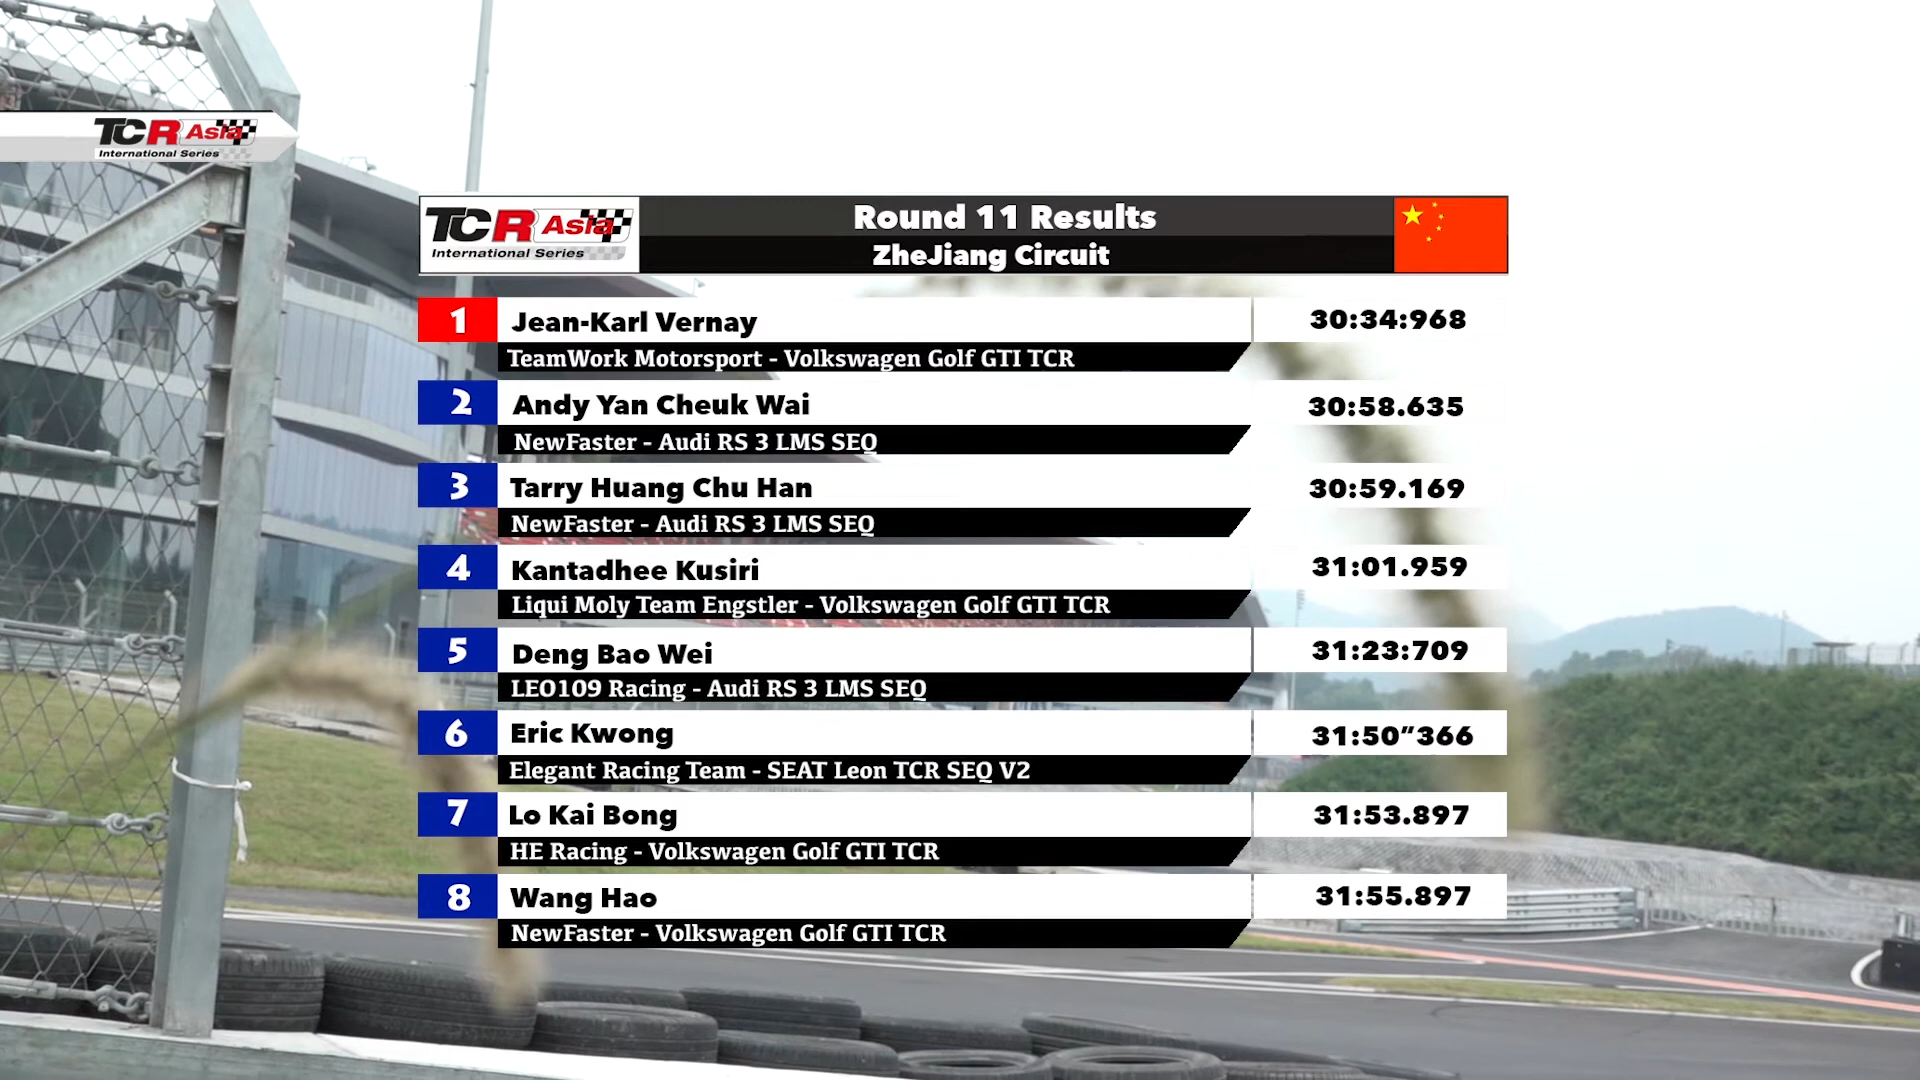 TCR Asia
International Series
TCR Asia
International Series
Round 11 Results
ZheJiang Circuit
1 Jean-Karl Vernay 30:34:968
TeamWork Motorsport - Volkswagen Golf GTI TCR
2 Andy Yan Cheuk Wai 30:58.635
NewFaster - Audi RS 3 LMS SEQ
3 Tarry Huang Chu Han 30:59.169
NewFaster - Audi RS 3 LMS SEQ
4 Kantadhee Kusiri 31:01.959
Liqui Moly Team Engstler - Volkswagen Golf GTI TCR
5 Deng Bao Wei 31:23:709
LEO109 Racing - Audi RS 3 LMS SEQ
6 Eric Kwong 31:50”366
Elegant Racing Team - SEAT Leon TCR SEQ V2
7 Lo Kai Bong 31:53.897
HE Racing - Volkswagen Golf GTI TCR
8 Wang Hao 31:55.897
NewFaster - Volkswagen Golf GTI TCR